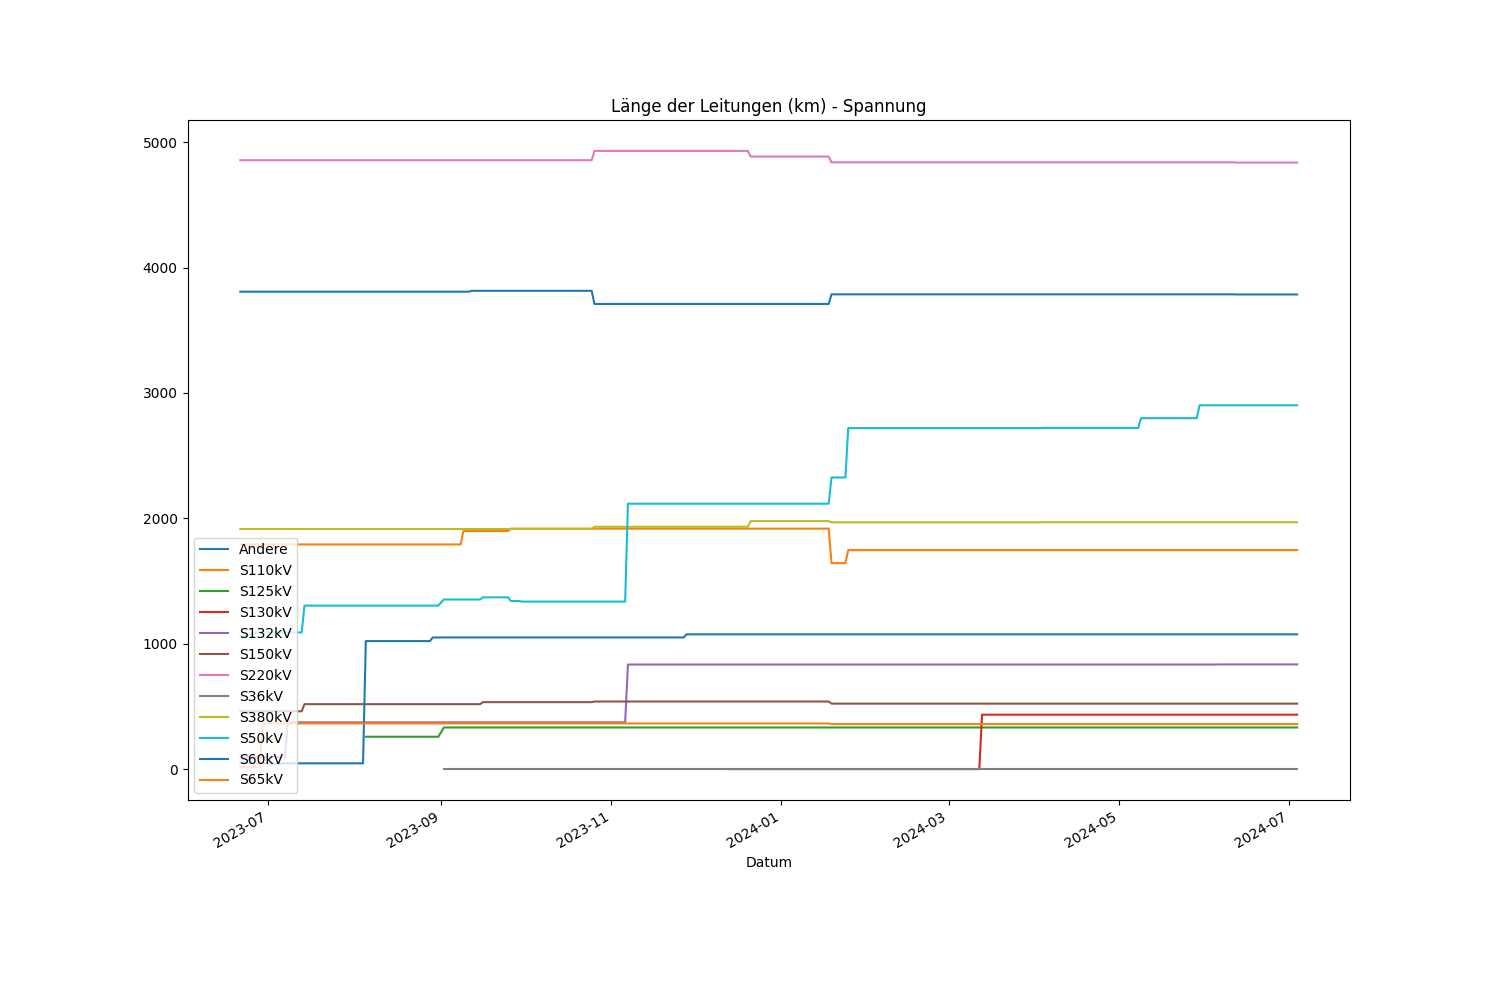 Länge der Leitungen (km) - Spannung
5000
4000
3000
2000
1000
0
Andere
S110kV
S125kV
S130kV
S132kV
S150kV
S220kV
S36kV
S380kV
S50kV
S60kV
S65kV
2023-07
2023-09
2023-11
2024-01
2024-03
2024-05
2024-07
Datum